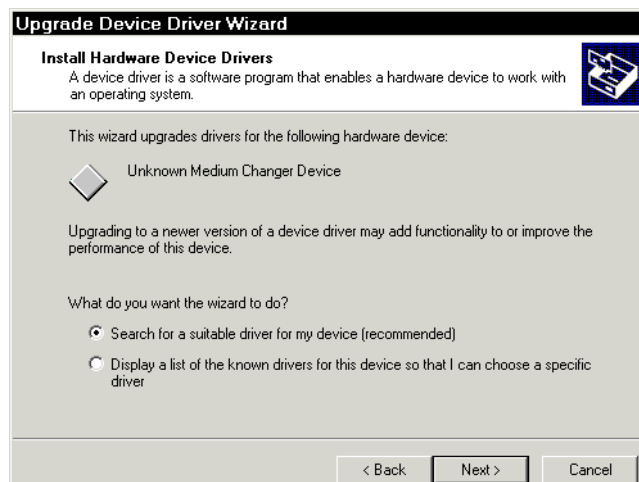 Upgrade Device Driver Wizard
Install Hardware Device Drivers
A device driver is a software program that enables a hardware device to work with
an operating system.
This wizard upgrades drivers for the following hardware device:
Unknown Medium Changer Device
Upgrading to a newer version of a device driver may add functionality to or improve the
performance of this device.
What do you want the wizard to do?
Search for a suitable driver for my device (recommended)
Display a list of the known drivers for this device so that I can choose a specific
driver
< Back Next > Cancel